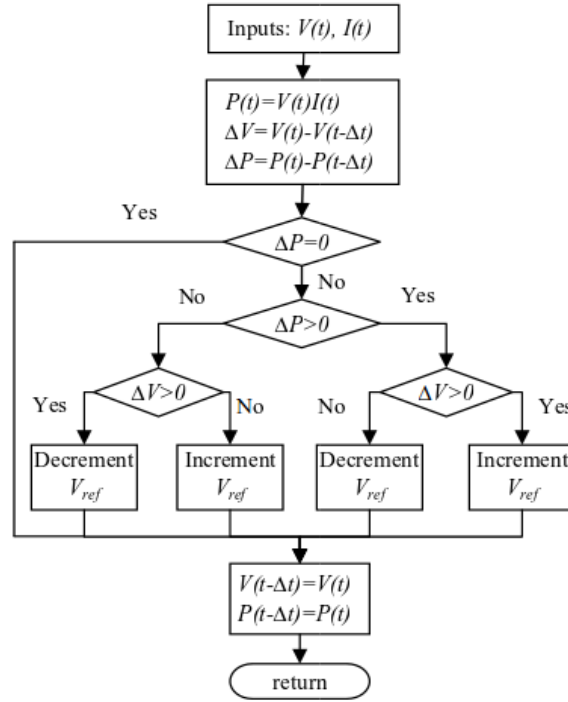 Inputs: V(t), I(t)
P(t)=V(t)I(t)
ΔV=V(t)-V(t-Δt)
ΔP=P(t)-P(t-Δt)
Yes
ΔP=0
No
No
Yes
ΔP>0
ΔV>0
ΔV>0
Yes
No
No
Yes
Decrement
Vref
Increment
Vref
Decrement
Vref
Increment
Vref
V(t-Δt)=V(t)
P(t-Δt)=P(t)
return